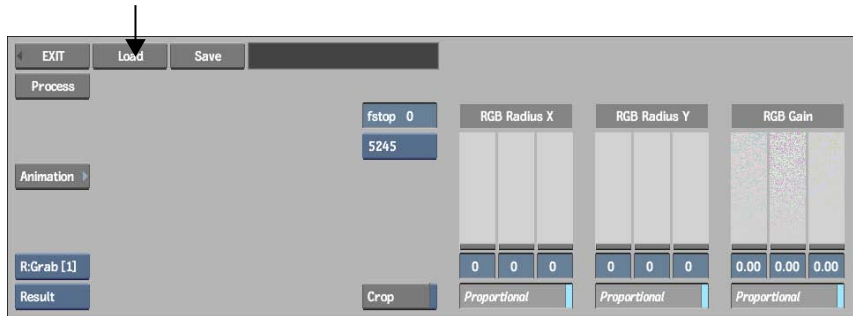 EXIT Load Save
Process
fstop 0 RGB Radius X RGB Radius Y RGB Gain
5245
Animation
R:Grab [1] 0 0 0 0 0 0 0.00 0.00 0.00
Result Crop Proportional Proportional Proportional